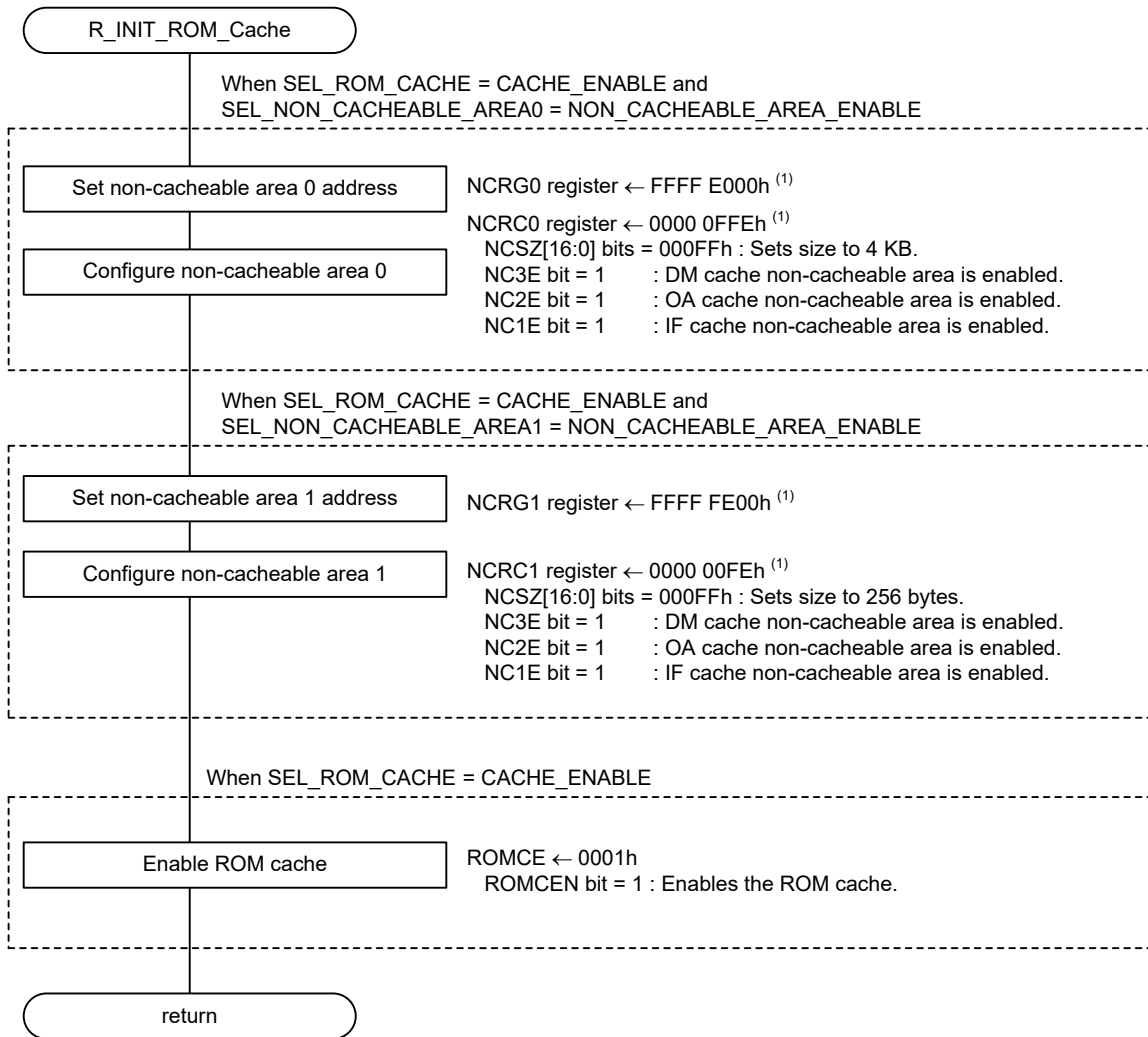 R_INIT_ROM_Cache
When SEL_ROM_CACHE = CACHE_ENABLE and
SEL_NON_CACHEABLE_AREA0 = NON_CACHEABLE_AREA_ENABLE
Set non-cacheable area 0 address
NCRG0 register ← FFFF E000h (1)
NCRC0 register ← 0000 0FFEh (1)
NCSZ[16:0] bits = 000FFh : Sets size to 4 KB.
Configure non-cacheable area 0
NC3E bit = 1 : DM cache non-cacheable area is enabled.
NC2E bit = 1 : OA cache non-cacheable area is enabled.
NC1E bit = 1 : IF cache non-cacheable area is enabled.
When SEL_ROM_CACHE = CACHE_ENABLE and
SEL_NON_CACHEABLE_AREA1 = NON_CACHEABLE_AREA_ENABLE
Set non-cacheable area 1 address
NCRG1 register ← FFFF FE00h (1)
Configure non-cacheable area 1
NCRC1 register ← 0000 00FEh (1)
NCSZ[16:0] bits = 000FFh : Sets size to 256 bytes.
NC3E bit = 1 : DM cache non-cacheable area is enabled.
NC2E bit = 1 : OA cache non-cacheable area is enabled.
NC1E bit = 1 : IF cache non-cacheable area is enabled.
When SEL_ROM_CACHE = CACHE_ENABLE
Enable ROM cache
ROMCE ← 0001h
ROMCEN bit = 1 : Enables the ROM cache.
return